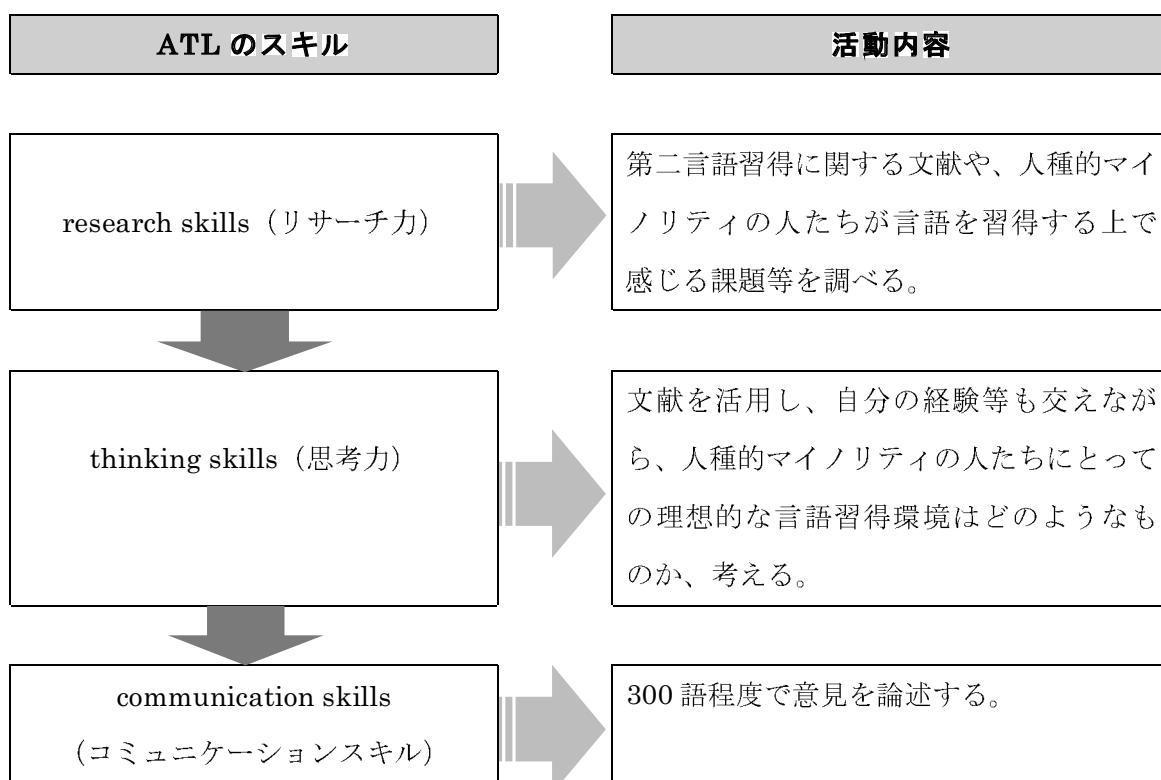 ATL のスキル
活動内容
research skills（リサーチ力）
第二言語習得に関する文献や、人種的マイ
ノリティの人たちが言語を習得する上で
感じる課題等を調べる。
thinking skills（思考力）
文献を活用し、自分の経験等も交えなが
ら、人種的マイノリティの人たちにとって
の理想的な言語習得環境はどのようなも
のか、考える。
communication skills
（コミュニケーションスキル）
300 語程度で意見を論述する。